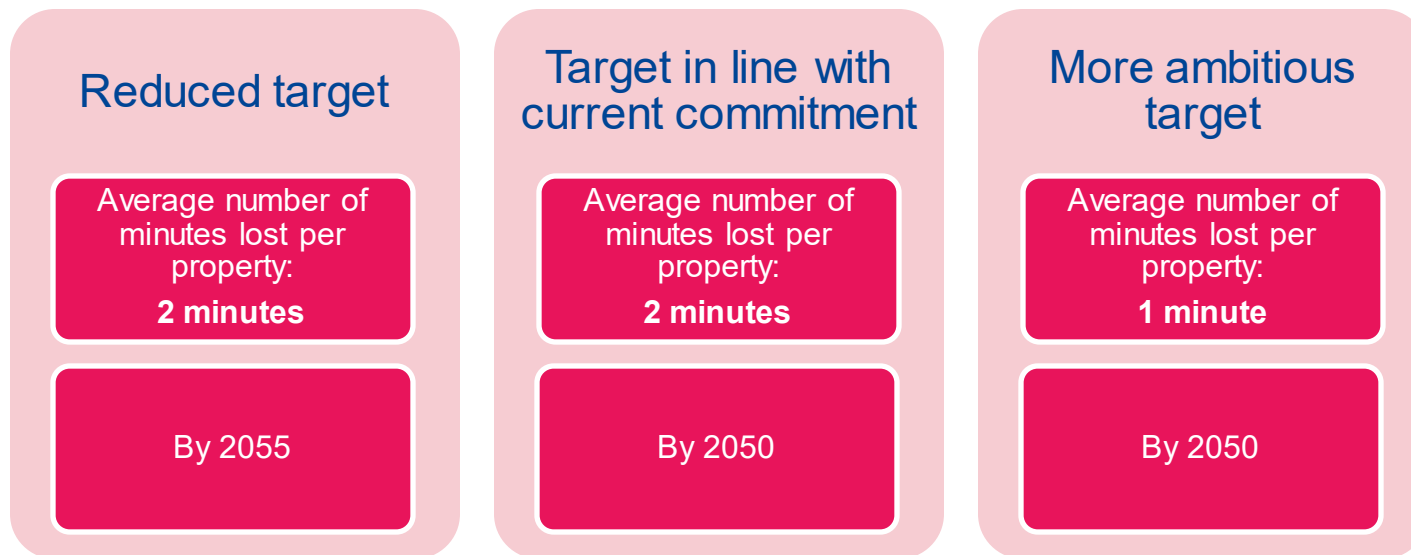 Reduced target
Average number of
minutes lost per
property:
2 minutes
By 2055
Target in line with
current commitment
Average number of
minutes lost per
property:
2 minutes
By 2050
More ambitious
target
Average number of
minutes lost per
property:
1 minute
By 2050